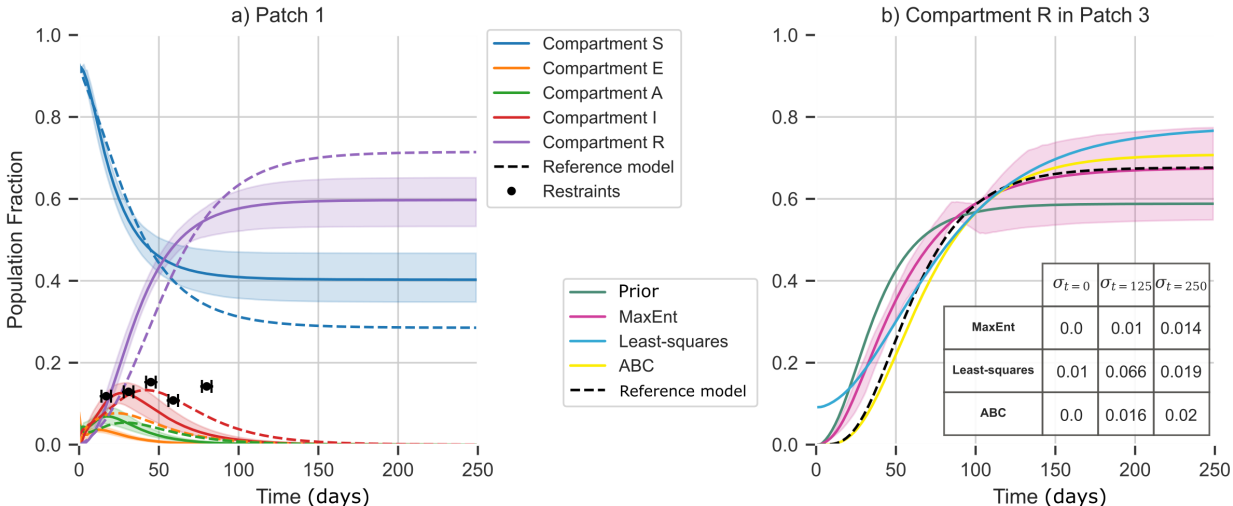 a) Patch 1
1.0
0.8
0.6
0.4
0.2
0.0
Population Fraction
0 50 100 150 200 250
Time (days)
Compartment S
Compartment E
Compartment A
Compartment I
Compartment R
Reference model
Restraints
Prior
MaxEnt
Least-squares
ABC
Reference model
b) Compartment R in Patch 3
1.0
0.8
0.6
0.4
0.2
0.0
0 50 100 150 200 250
Time (days)
σt=0 σt=125 σt=250
MaxEnt 0.0 0.01 0.014
Least-squares 0.01 0.066 0.019
ABC 0.0 0.016 0.02